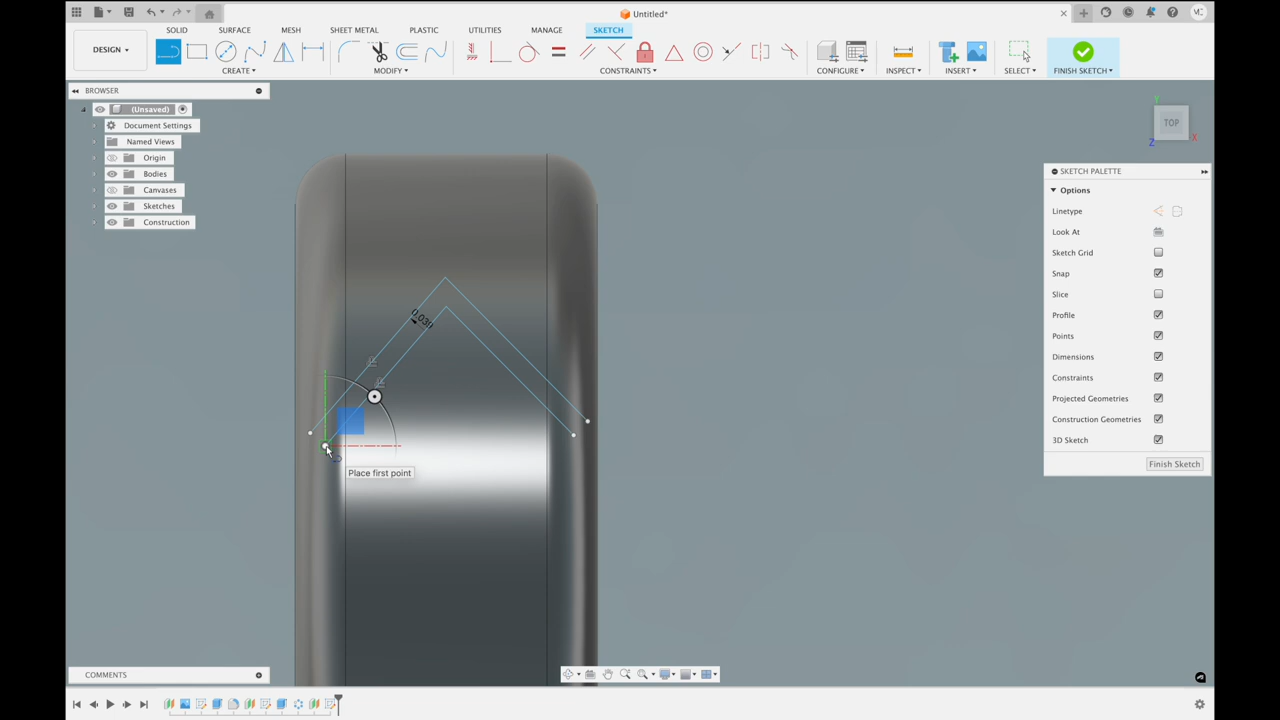 Untitled*
MC
DESIGN
SOLID
SURFACE
MESH
SHEET METAL
PLASTIC
UTILITIES
MANAGE
SKETCH
CREATE
MODIFY
CONSTRAINTS
CONFIGURE
INSPECT
INSERT
SELECT
FINISH SKETCH
BROWSER
(Unsaved)
Document Settings
Named Views
Origin
Bodies
Canvases
Sketches
Construction
Y
TOP
X
Z
SKETCH PALETTE
Options
Linetype
Look At
Sketch Grid
Snap
Slice
Profile
Points
Dimensions
Constraints
Projected Geometries
Construction Geometries
3D Sketch
Finish Sketch
0.039
Place first point
COMMENTS